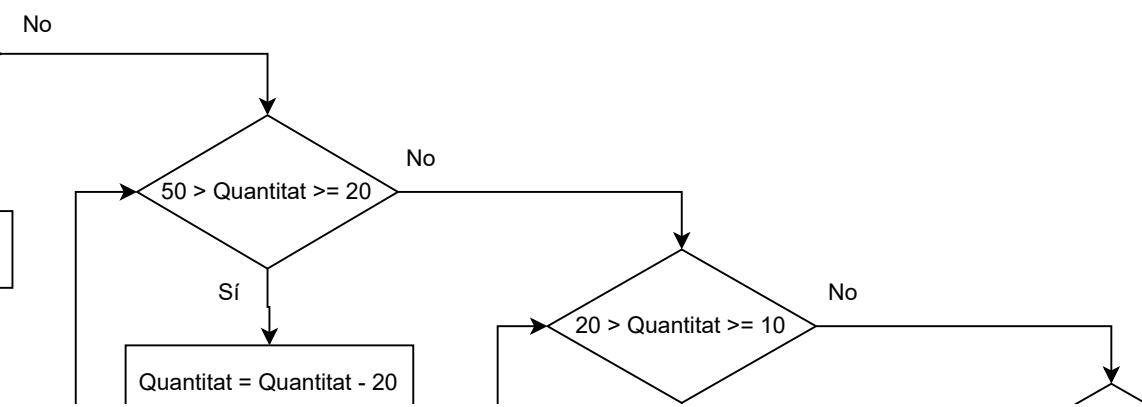 No
No
50 > Quantitat >= 20
Sí
No
20 > Quantitat >= 10
Quantitat = Quantitat - 20